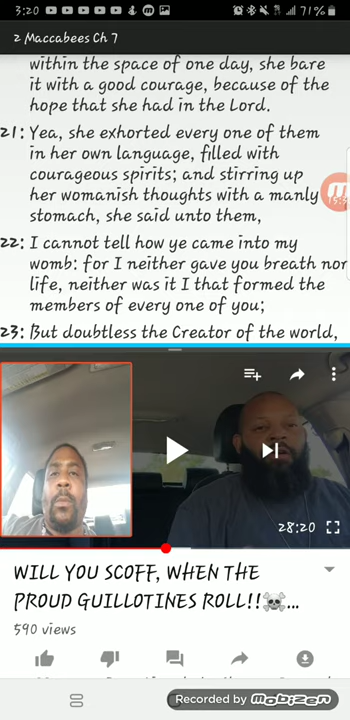 3:20
71%
2 Maccabees Ch 7
within the space of one day, she bare
it with a good courage, because of the
hope that she had in the Lord.
21: Yea, she exhorted every one of them
in her own language, filled with
courageous spirits; and stirring up
her womanish thoughts with a manly
stomach, she said unto them,
22: I cannot tell how ye came into my
womb: for I neither gave you breath nor
life, neither was it I that formed the
members of every one of you;
23: But doubtless the Creator of the world,
28:20
WILL YOU SCOFF, WHEN THE
PROUD GUILLOTINES ROLL!!☠️...
590 views
Recorded by Mobizen